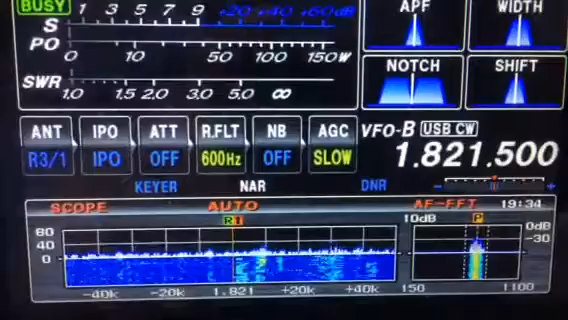 BUSY 1 3 5 7 9 +20 +40 +60dB
S
PO
0 10 50 100 150W
SWR
1.0 1.5 2.0 3.0 5.0 ∞
APF WIDTH
NOTCH SHIFT
ANT IPO ATT R.FLT NB AGC VFO-B USB CW
R3/1 IPO OFF 600Hz OFF SLOW 1.821.500
KEYER NAR DNR - +
SCOPE AUTO AF-FFT 19:34
R1 10dB P 0dB
80 -30
40
0
-40k -20k 1.821 +20k +40k 150 1100